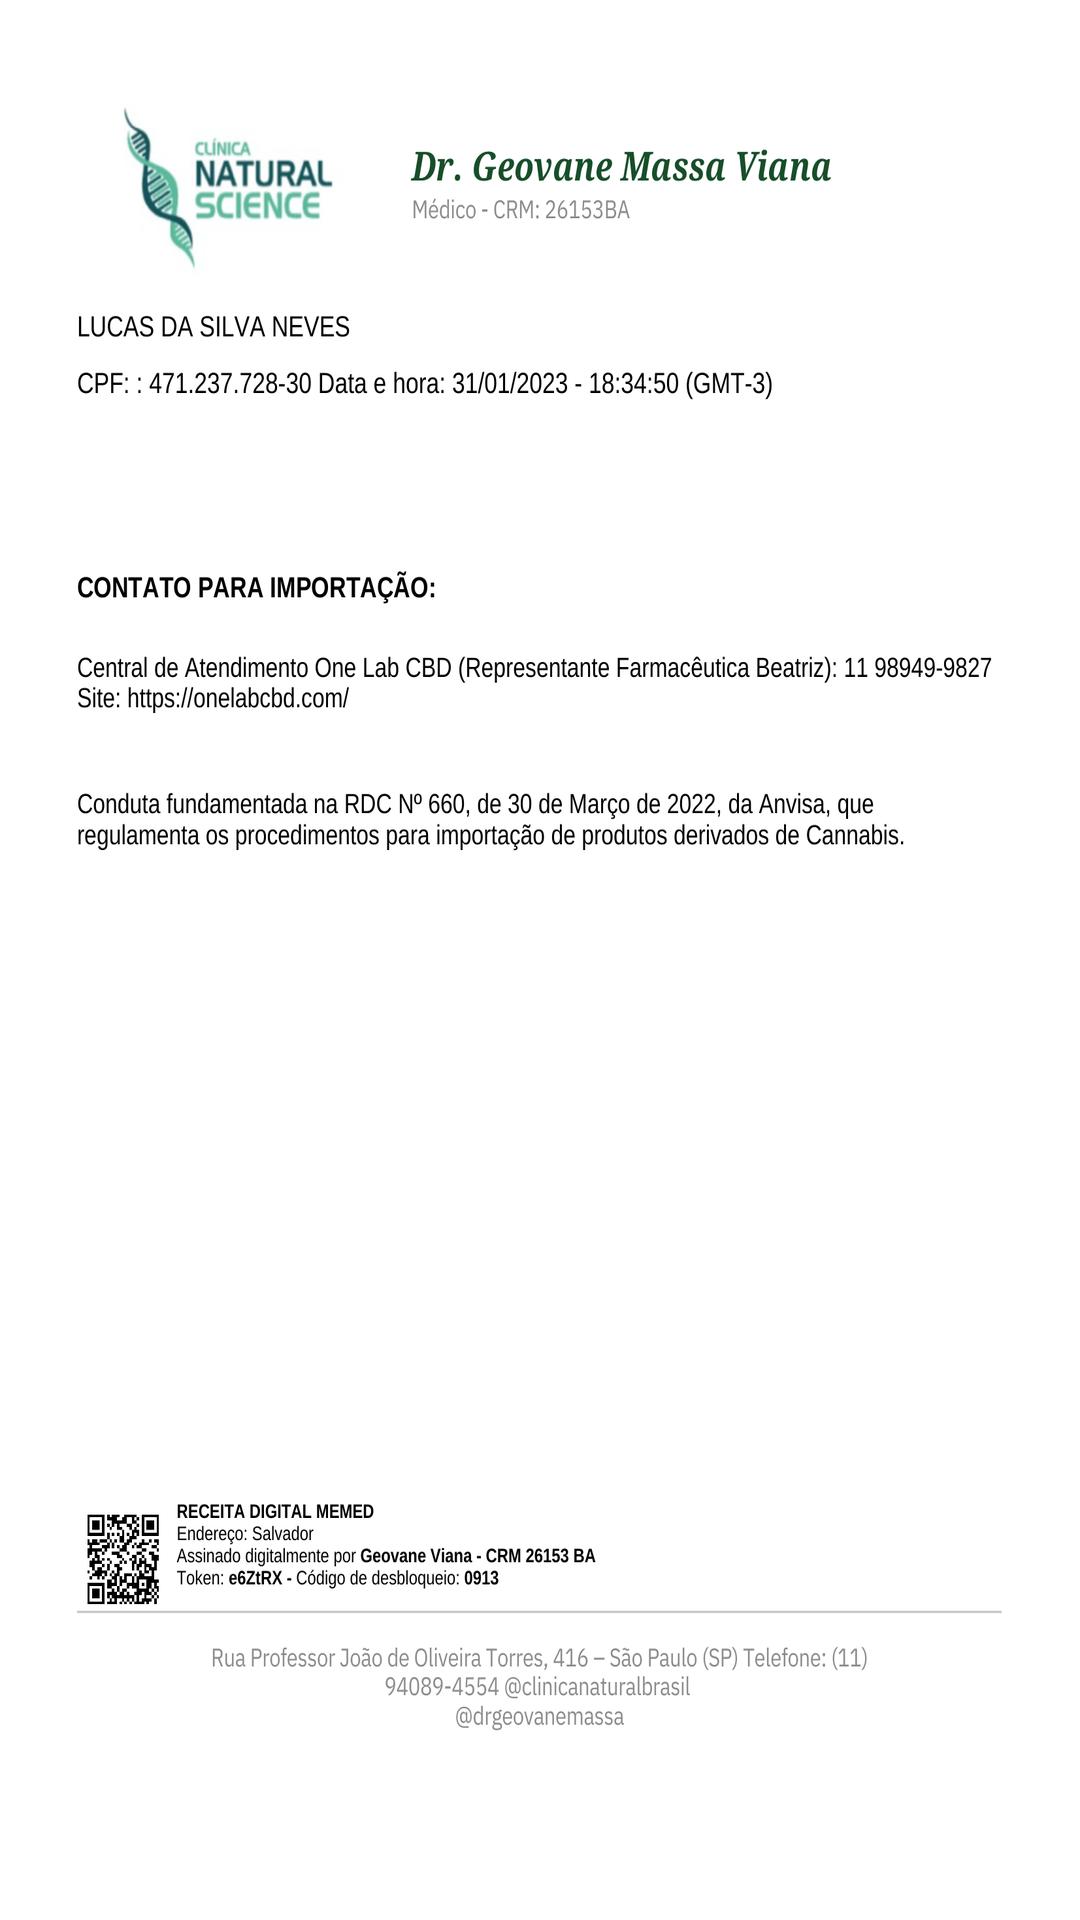 CLÍNICA
NATURAL
SCIENCE
Dr. Geovane Massa Viana
Médico - CRM: 26153BA
LUCAS DA SILVA NEVES
CPF: : 471.237.728-30 Data e hora: 31/01/2023 - 18:34:50 (GMT-3)
CONTATO PARA IMPORTAÇÃO:
Central de Atendimento One Lab CBD (Representante Farmacêutica Beatriz): 11 98949-9827
Site: https://onelabcbd.com/
Conduta fundamentada na RDC Nº 660, de 30 de Março de 2022, da Anvisa, que
regulamenta os procedimentos para importação de produtos derivados de Cannabis.
RECEITA DIGITAL MEMED
Endereço: Salvador
Assinado digitalmente por Geovane Viana - CRM 26153 BA
Token: e6ZtRX - Código de desbloqueio: 0913
Rua Professor João de Oliveira Torres, 416 – São Paulo (SP) Telefone: (11)
94089-4554 @clinicanaturalbrasil
@drgeovanemassa